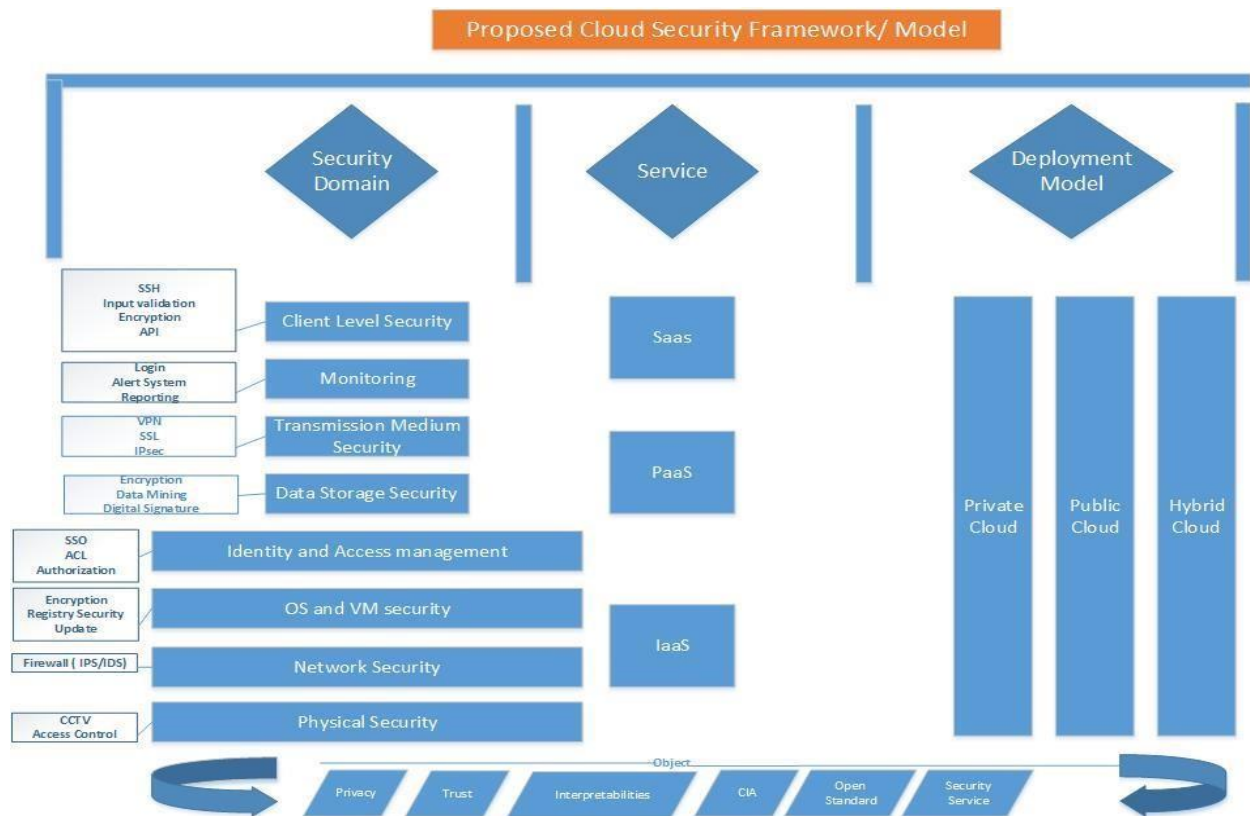 Proposed Cloud Security Framework/ Model
Security
Domain
Service
Deployment
Model
SSH
Input validation
Encryption
API
Client Level Security
Login
Alert System
Reporting
Monitoring
VPN
SSL
IPsec
Transmission Medium
Security
Encryption
Data Mining
Digital Signature
Data Storage Security
SSO
ACL
Authorization
Identity and Access management
Encryption
Registry Security
Update
OS and VM security
Firewall ( IPS/IDS)
Network Security
CCTV
Access Control
Physical Security
Saas
PaaS
IaaS
Private
Cloud
Public
Cloud
Hybrid
Cloud
Object
Privacy
Trust
Interpretabilities
CIA
Open
Standard
Security
Service